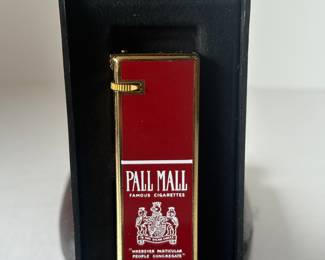 PALL MALL
FAMOUS CIGARETTES
"WHEREVER PARTICULAR
PEOPLE CONGREGATE"